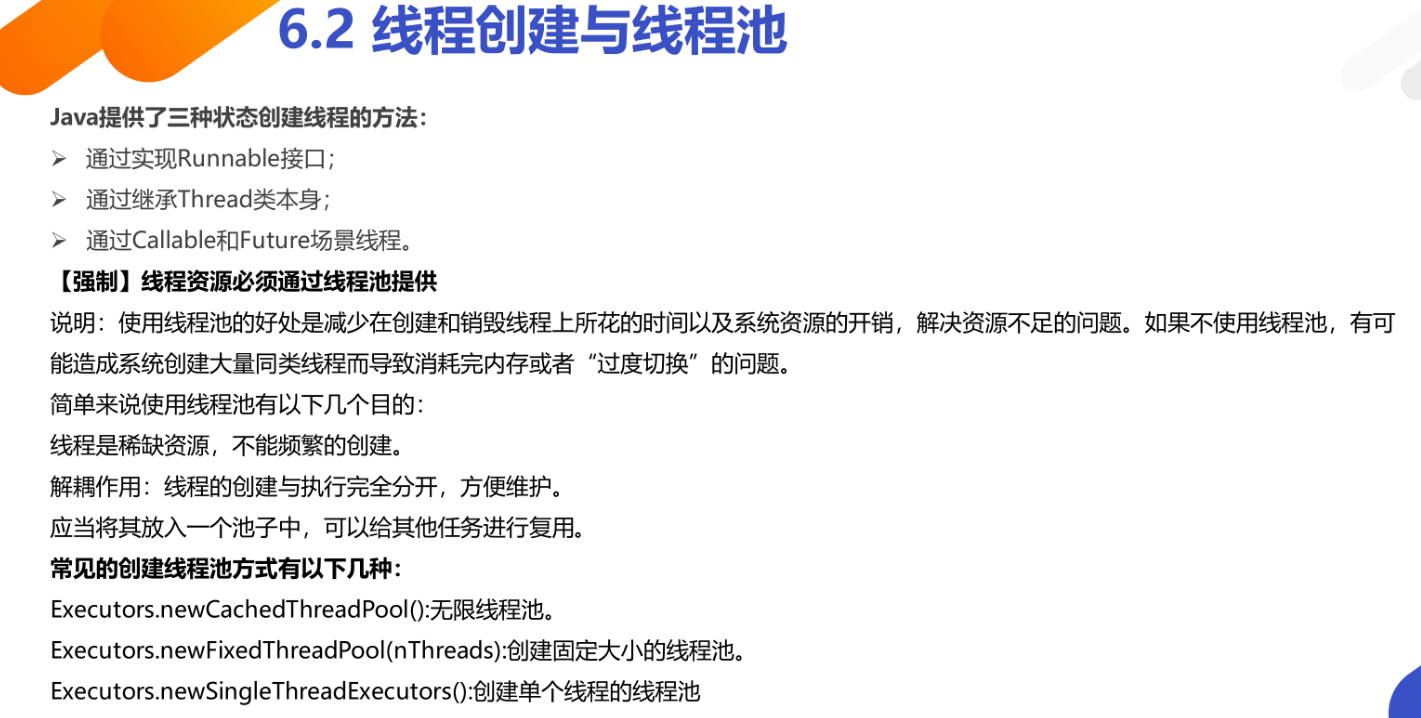 6.2 线程创建与线程池
Java提供了三种状态创建线程的方法：
➢ 通过实现Runnable接口；
➢ 通过继承Thread类本身；
➢ 通过Callable和Future场景线程。
【强制】线程资源必须通过线程池提供
说明：使用线程池的好处是减少在创建和销毁线程上所花的时间以及系统资源的开销，解决资源不足的问题。如果不使用线程池，有可
能造成系统创建大量同类线程而导致消耗完内存或者“过度切换”的问题。
简单来说使用线程池有以下几个目的：
线程是稀缺资源，不能频繁的创建。
解耦作用：线程的创建与执行完全分开，方便维护。
应当将其放入一个池子中，可以给其他任务进行复用。
常见的创建线程池方式有以下几种：
Executors.newCachedThreadPool():无限线程池。
Executors.newFixedThreadPool(nThreads):创建固定大小的线程池。
Executors.newSingleThreadExecutors():创建单个线程的线程池